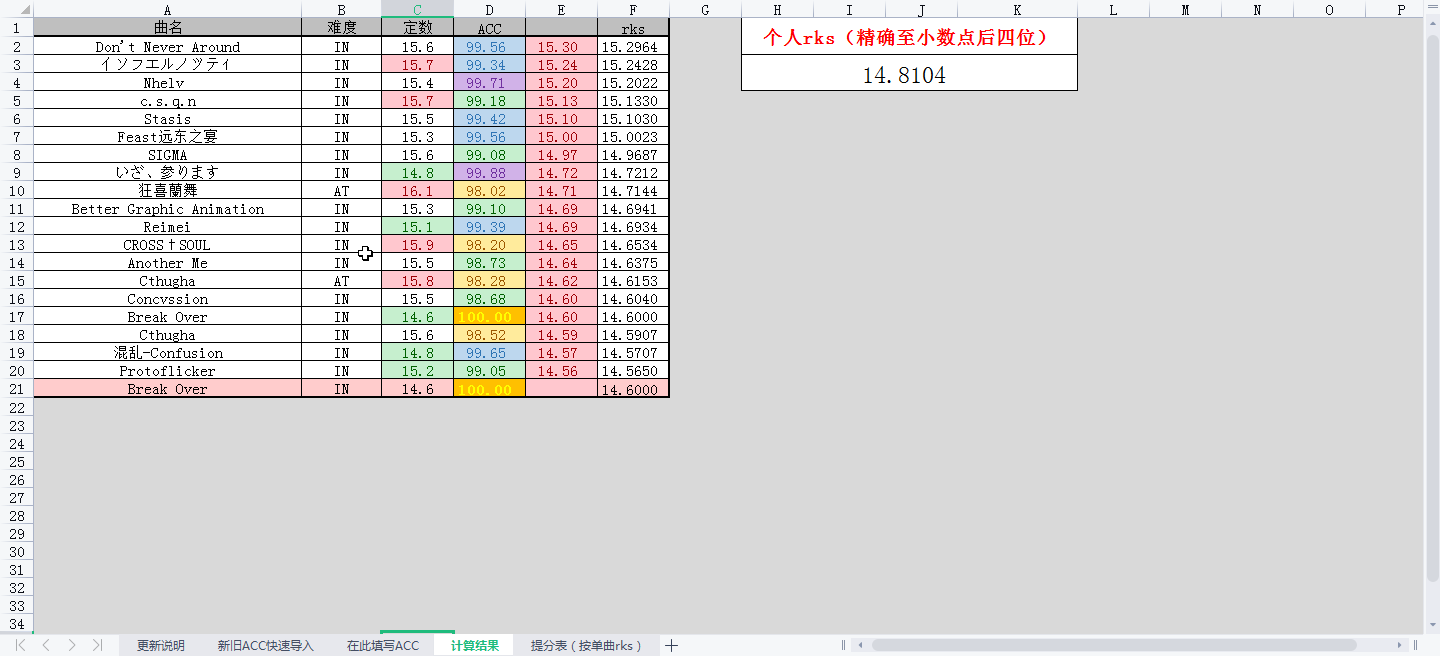 A B C D E F G H I J K L M N O P
1 曲名 难度 定数 ACC rks 个人rks（精确至小数点后四位）
2 Don't Never Around IN 15.6 99.56 15.30 15.2964
3 イソフエルノツティ IN 15.7 99.34 15.24 15.2428 14.8104
4 Nhelv IN 15.4 99.71 15.20 15.2022
5 c.s.q.n IN 15.7 99.18 15.13 15.1330
6 Stasis IN 15.5 99.42 15.10 15.1030
7 Feast远东之宴 IN 15.3 99.56 15.00 15.0023
8 SIGMA IN 15.6 99.08 14.97 14.9687
9 いざ、参ります IN 14.8 99.88 14.72 14.7212
10 狂喜蘭舞 AT 16.1 98.02 14.71 14.7144
11 Better Graphic Animation IN 15.3 99.10 14.69 14.6941
12 Reimei IN 15.1 99.39 14.69 14.6934
13 CROSS†SOUL IN 15.9 98.20 14.65 14.6534
14 Another Me IN 15.5 98.73 14.64 14.6375
15 Cthugha AT 15.8 98.28 14.62 14.6153
16 Concvssion IN 15.5 98.68 14.60 14.6040
17 Break Over IN 14.6 100.00 14.60 14.6000
18 Cthugha IN 15.6 98.52 14.59 14.5907
19 混乱-Confusion IN 14.8 99.65 14.57 14.5707
20 Protoflicker IN 15.2 99.05 14.56 14.5650
21 Break Over IN 14.6 100.00 14.6000
22
23
24
25
26
27
28
29
30
31
32
33
34
更新说明 新旧ACC快速导入 在此填写ACC 计算结果 提分表（按单曲rks）